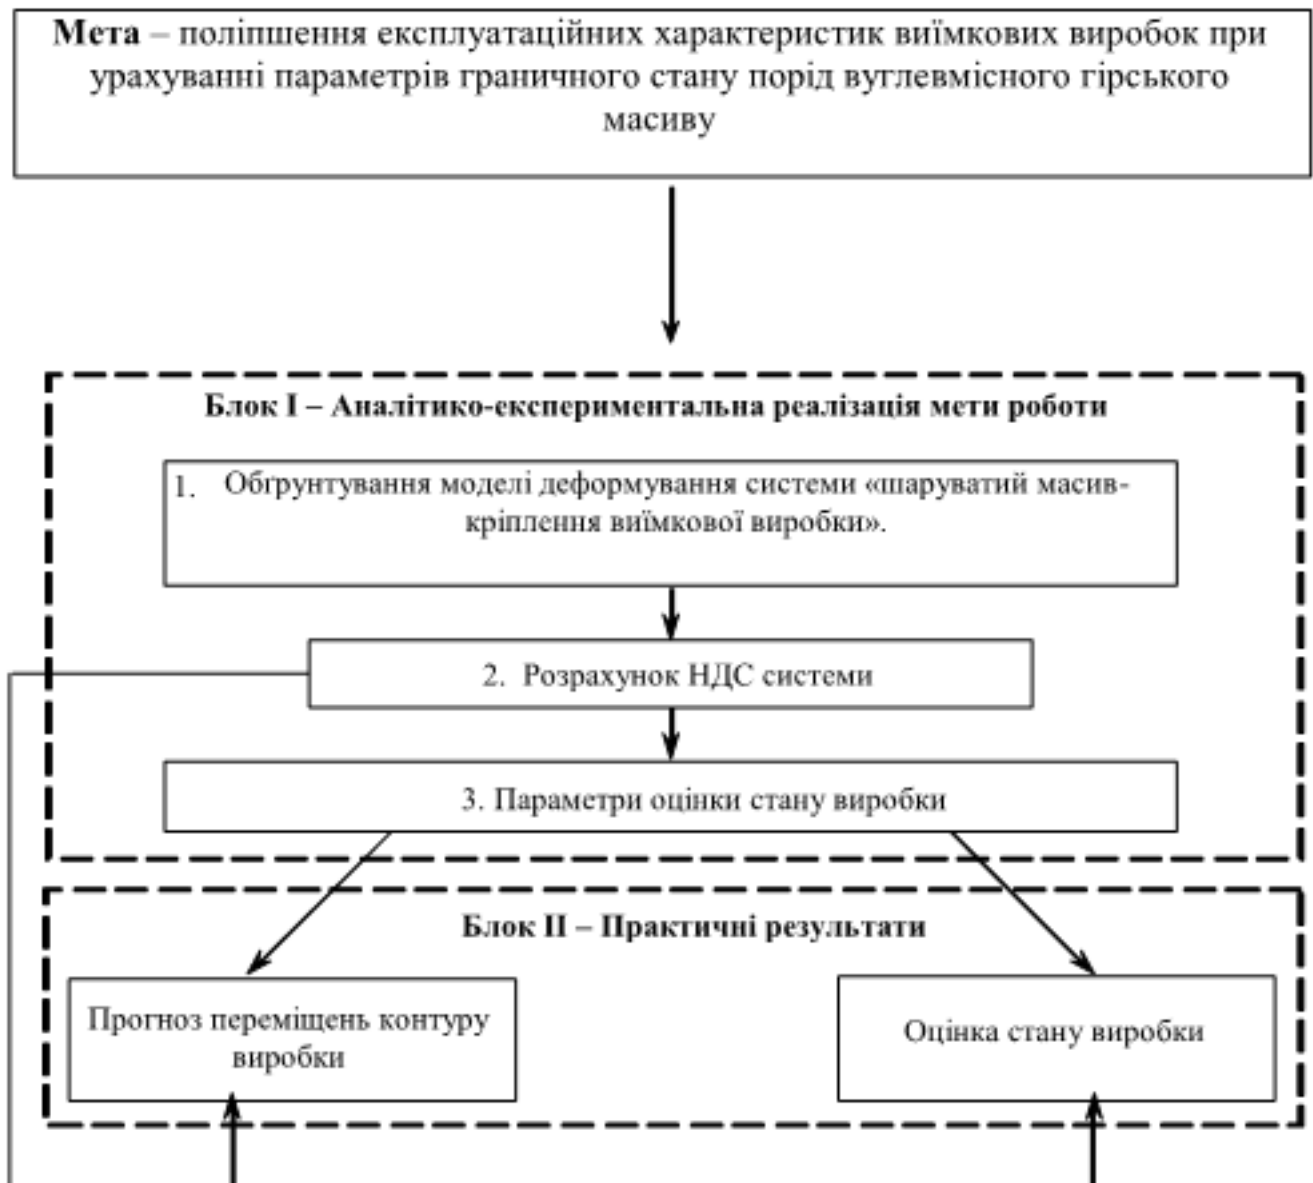 Мета – поліпшення експлуатаційних характеристик виїмкових виробок при
урахуванні параметрів граничного стану порід вуглевмісного гірського
масиву
Блок I – Аналітико-експериментальна реалізація мети роботи
1. Обґрунтування моделі деформування системи «шаруватий масив-
кріплення виїмкової виробки».
2. Розрахунок НДС системи
3. Параметри оцінки стану виробки
Блок II – Практичні результати
Прогноз переміщень контуру
виробки
Оцінка стану виробки